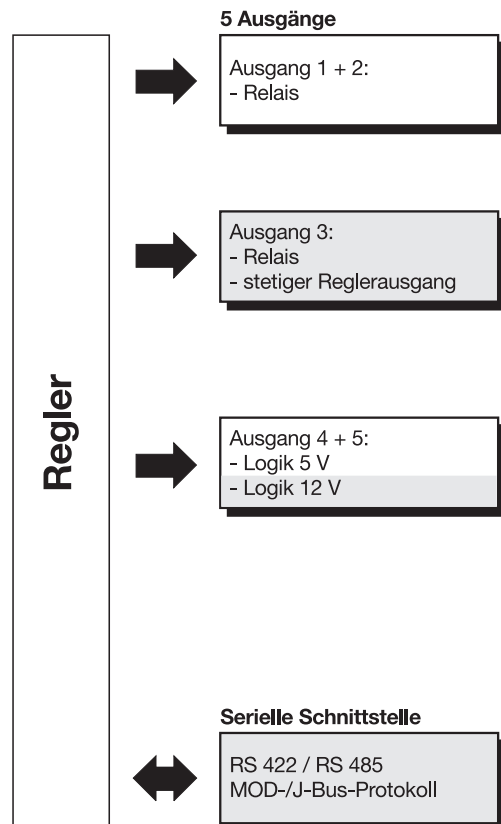 5 Ausgänge
Ausgang 1 + 2:
- Relais
Ausgang 3:
- Relais
- stetiger Reglerausgang
Regler
Ausgang 4 + 5:
- Logik 5 V
- Logik 12 V
Serielle Schnittstelle
RS 422 / RS 485
MOD-/J-Bus-Protokoll